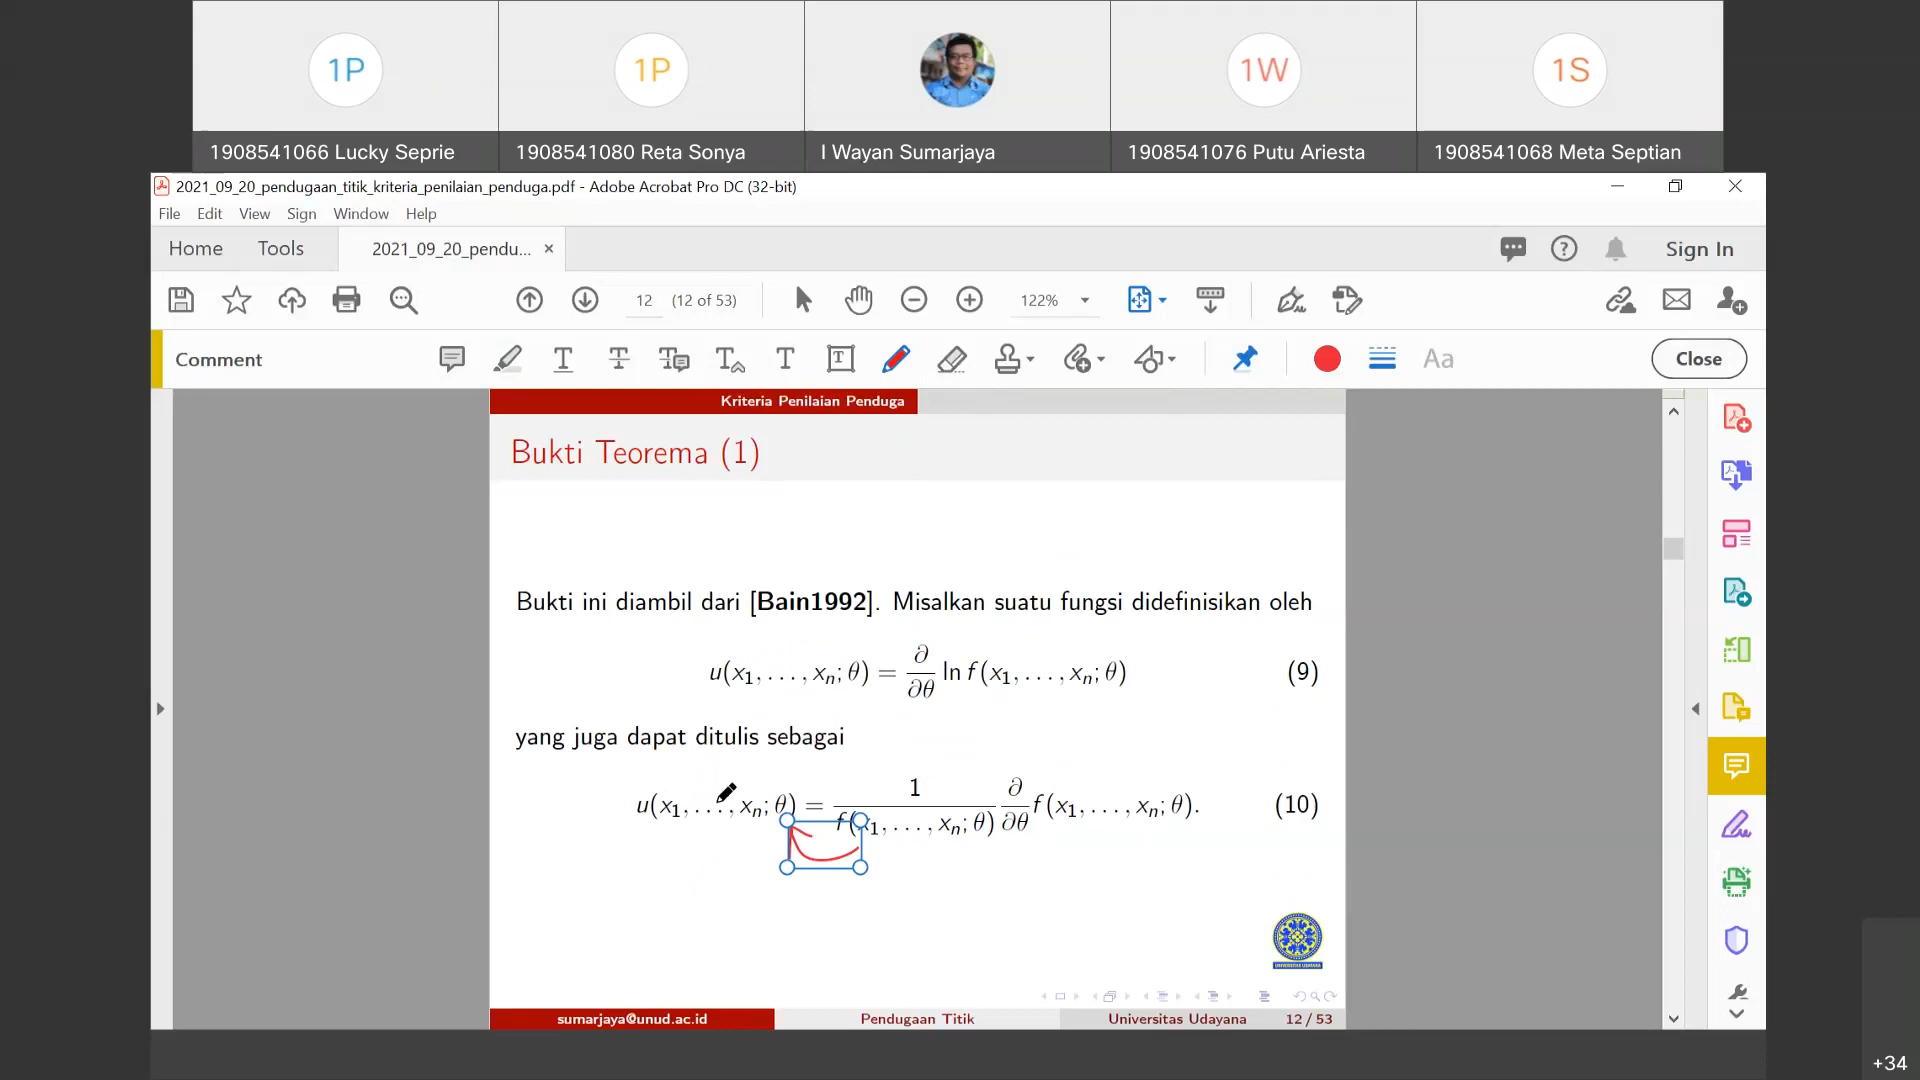 1P
1P
1W
1S
1908541066 Lucky Seprie
1908541080 Reta Sonya
I Wayan Sumarjaya
1908541076 Putu Ariesta
1908541068 Meta Septian
2021_09_20_pendugaan_titik_kriteria_penilaian_penduga.pdf - Adobe Acrobat Pro DC (32-bit)
File Edit View Sign Window Help
Home Tools 2021_09_20_pendu... × Sign In
12 (12 of 53) 122%
Comment Aa Close
Kriteria Penilaian Penduga
Bukti Teorema (1)
Bukti ini diambil dari [Bain1992]. Misalkan suatu fungsi didefinisikan oleh
u(x₁, . . . , xₙ; θ) = ∂/∂θ ln f(x₁, . . . , xₙ; θ) (9)
yang juga dapat ditulis sebagai
u(x₁, . . . , xₙ; θ) = 1/f(x₁, . . . , xₙ; θ) ∂/∂θ f(x₁, . . . , xₙ; θ). (10)
UNIVERSITAS UDAYANA
sumarjaya@unud.ac.id Pendugaan Titik Universitas Udayana 12 / 53
+34